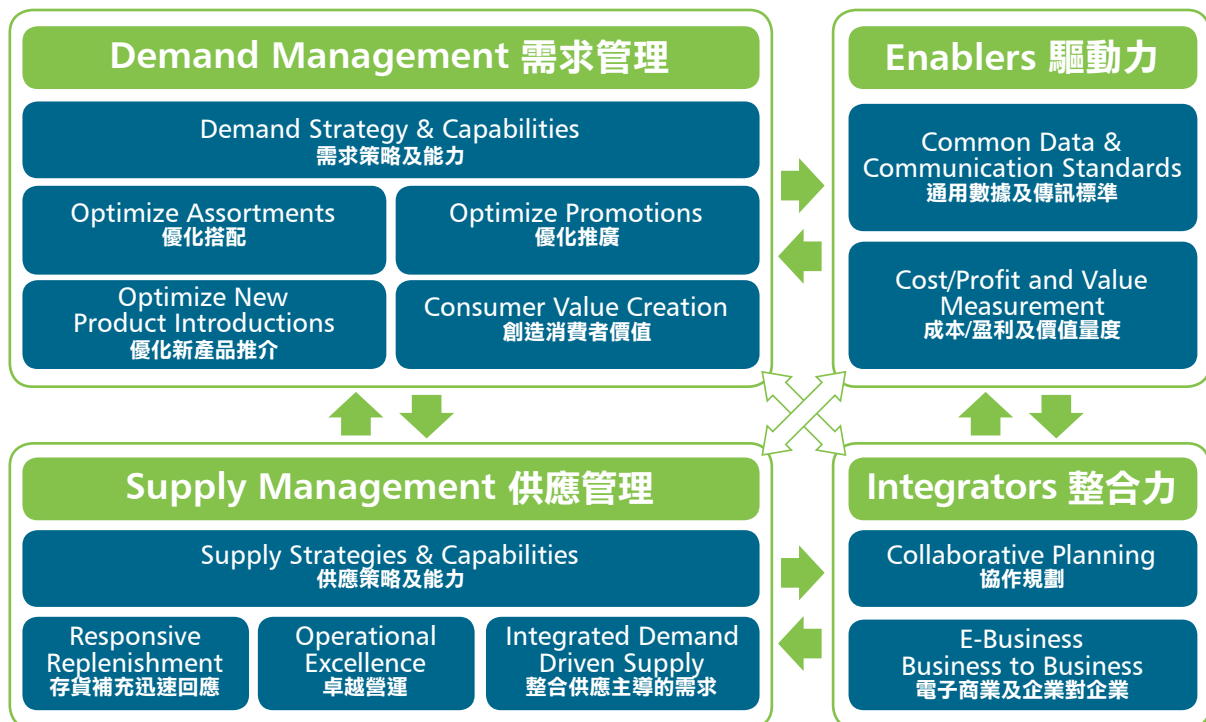 Demand Management 需求管理
Demand Strategy & Capabilities
需求策略及能力
Optimize Assortments
優化搭配
Optimize Promotions
優化推廣
Optimize New
Product Introductions
優化新產品推介
Consumer Value Creation
創造消費者價值
Enablers 驅動力
Common Data &
Communication Standards
通用數據及傳訊標準
Cost/Profit and Value
Measurement
成本/盈利及價值量度
Supply Management 供應管理
Supply Strategies & Capabilities
供應策略及能力
Responsive
Replenishment
存貨補充迅速回應
Operational
Excellence
卓越營運
Integrated Demand
Driven Supply
整合供應主導的需求
Integrators 整合力
Collaborative Planning
協作規劃
E-Business
Business to Business
電子商業及企業對企業